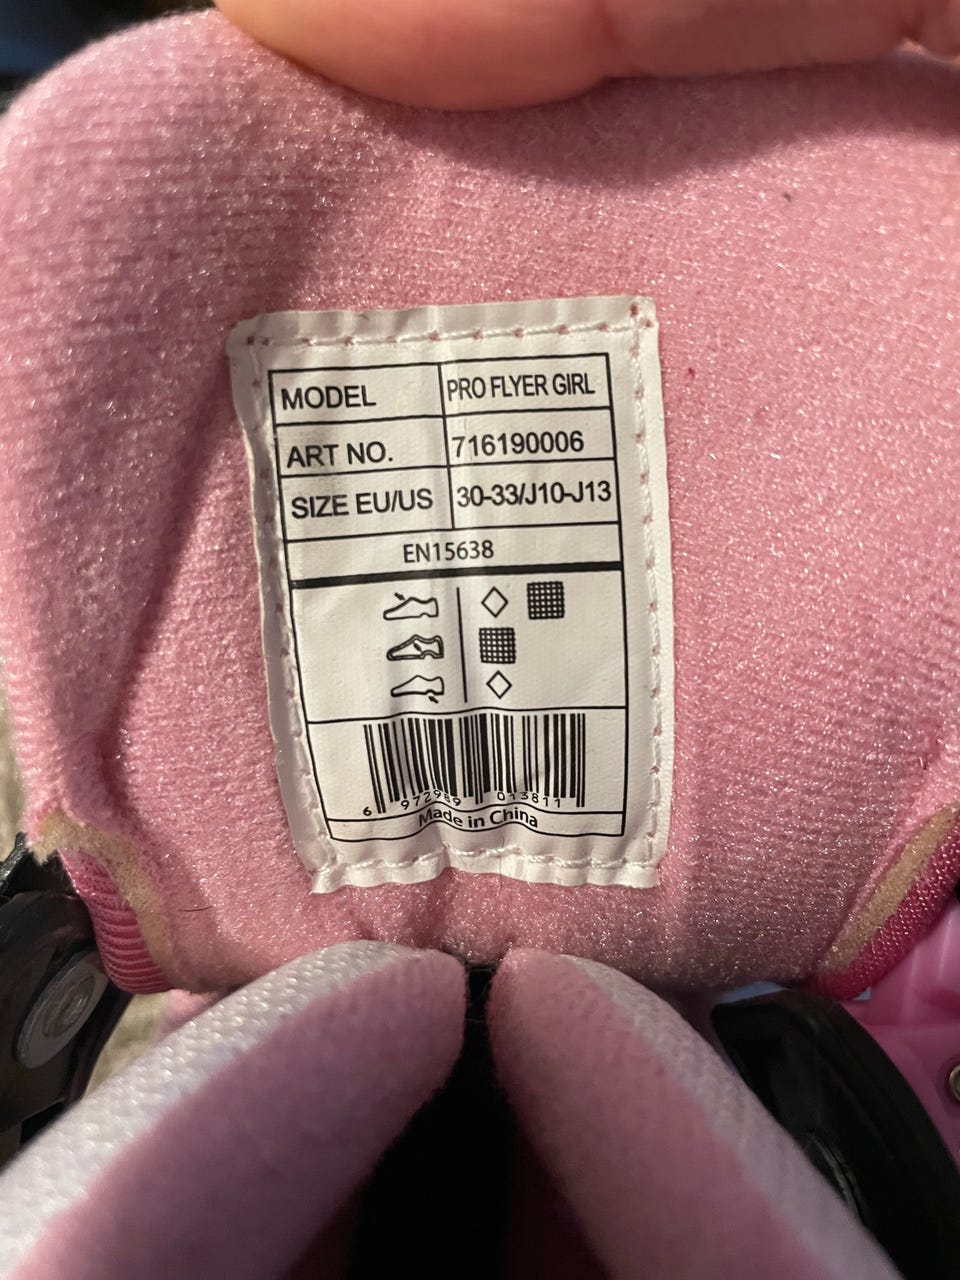 MODEL PRO FLYER GIRL
ART NO. 716190006
SIZE EU/US 30-33/J10-J13
EN15638
6 972989 013811
Made in China